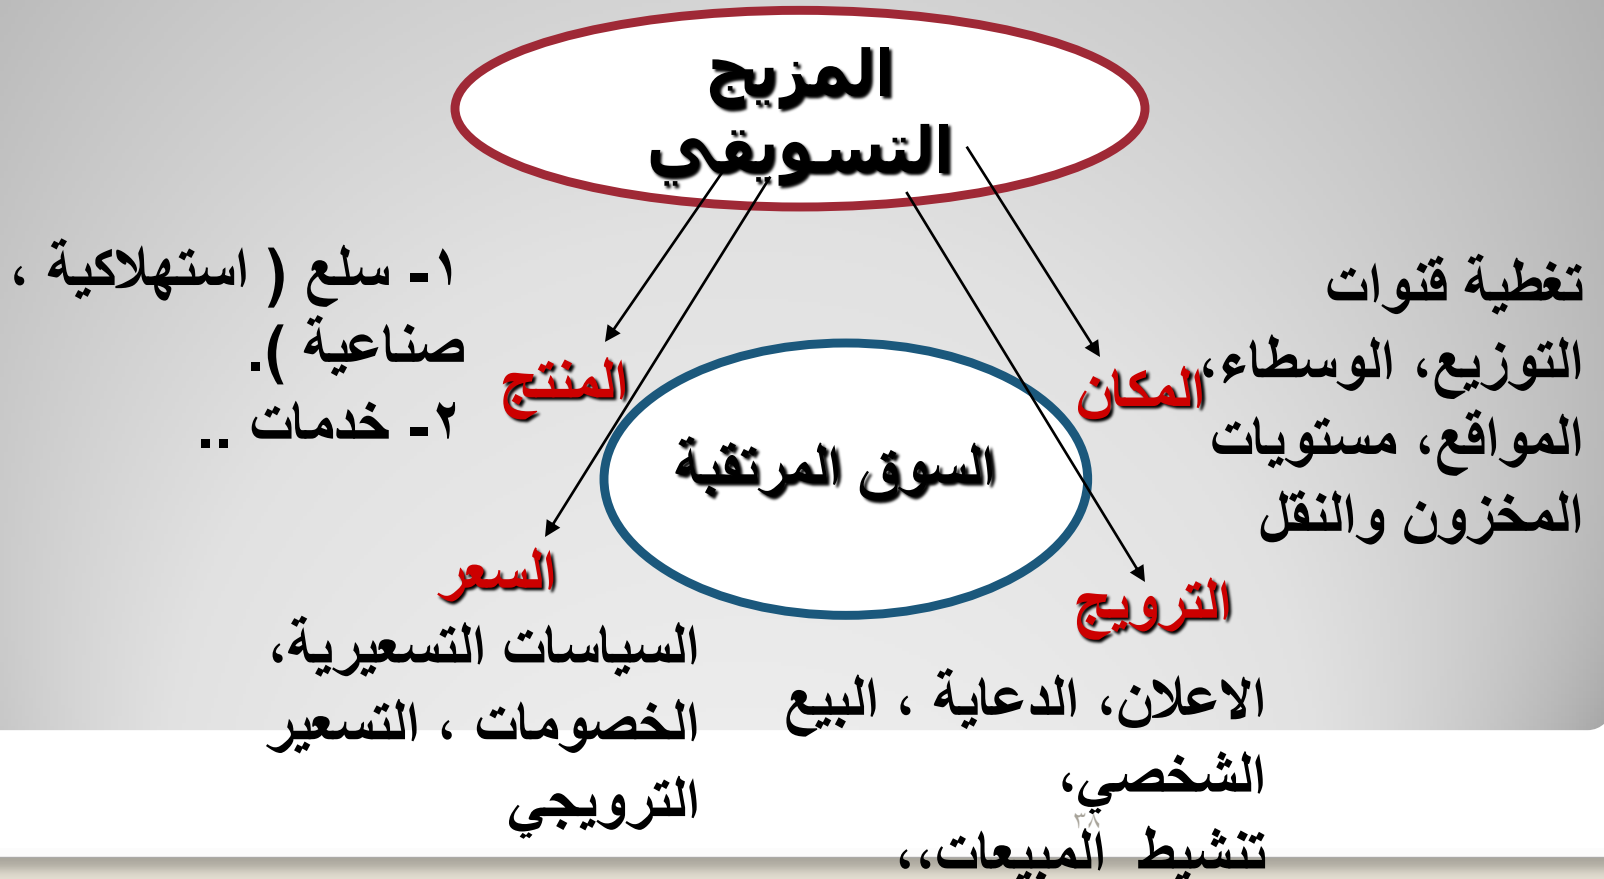 المزيج
التسويقي
تغطية قنوات
التوزيع، الوسطاء،
المواقع، مستويات
المخزون والنقل
المكان
١- سلع ( استهلاكية ،
صناعية ).
٢- خدمات ..
المنتج
السوق المرتقبة
الترويج
الاعلان، الدعاية ، البيع
الشخصي،
تنشيط المبيعات،،
السعر
السياسات التسعيرية،
الخصومات ، التسعير
الترويجي
٣٨